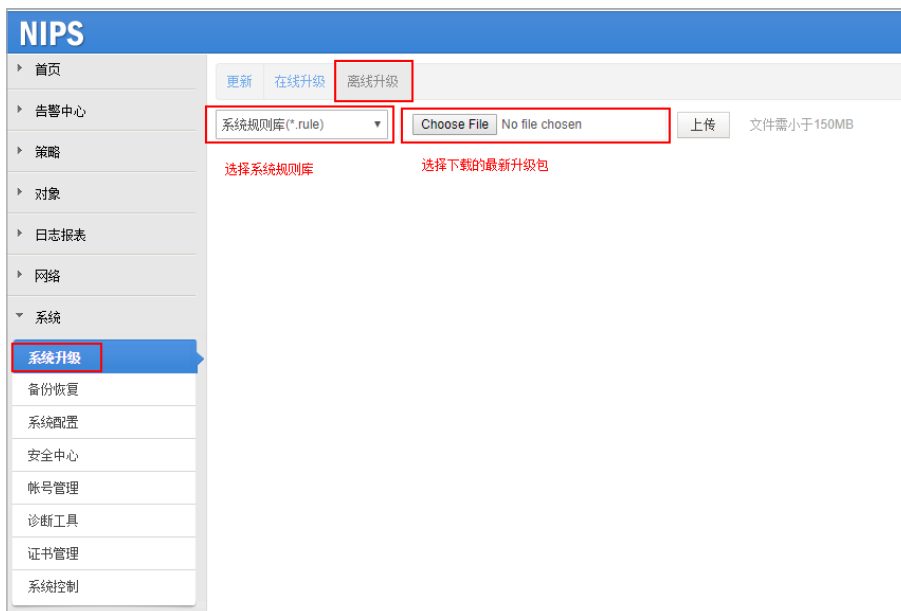 NIPS
首页
告警中心
策略
对象
日志报表
网络
系统
系统升级
备份恢复
系统配置
安全中心
帐号管理
诊断工具
证书管理
系统控制
更新 在线升级 离线升级
系统规则库(*.rule) Choose File No file chosen 上传 文件需小于150MB
选择系统规则库 选择下载的最新升级包